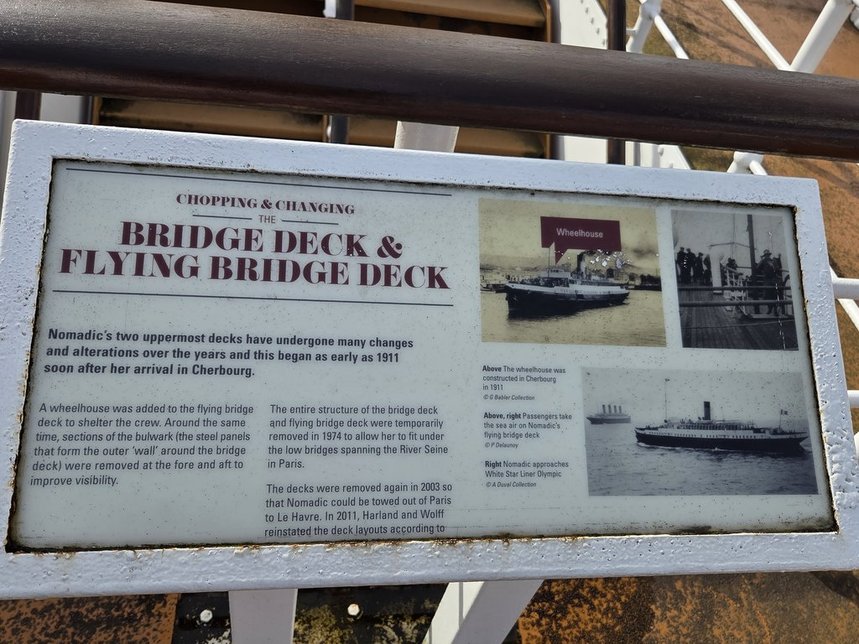 CHOPPING & CHANGING
THE
BRIDGE DECK &
FLYING BRIDGE DECK
Nomadic's two uppermost decks have undergone many changes
and alterations over the years and this began as early as 1911
soon after her arrival in Cherbourg.
A wheelhouse was added to the flying bridge
deck to shelter the crew. Around the same
time, sections of the bulwark (the steel panels
that form the outer 'wall' around the bridge
deck) were removed at the fore and aft to
improve visibility.
The entire structure of the bridge deck
and flying bridge deck were temporarily
removed in 1974 to allow her to fit under
the low bridges spanning the River Seine
in Paris.
The decks were removed again in 2003 so
that Nomadic could be towed out of Paris
to Le Havre. In 2011, Harland and Wolff
reinstated the deck layouts according to
Wheelhouse
Above The wheelhouse was
constructed in Cherbourg
in 1911
© G Babler Collection
Above, right Passengers take
the sea air on Nomadic's
flying bridge deck
© P Delaunoy
Right Nomadic approaches
White Star Liner Olympic
© A Duval Collection